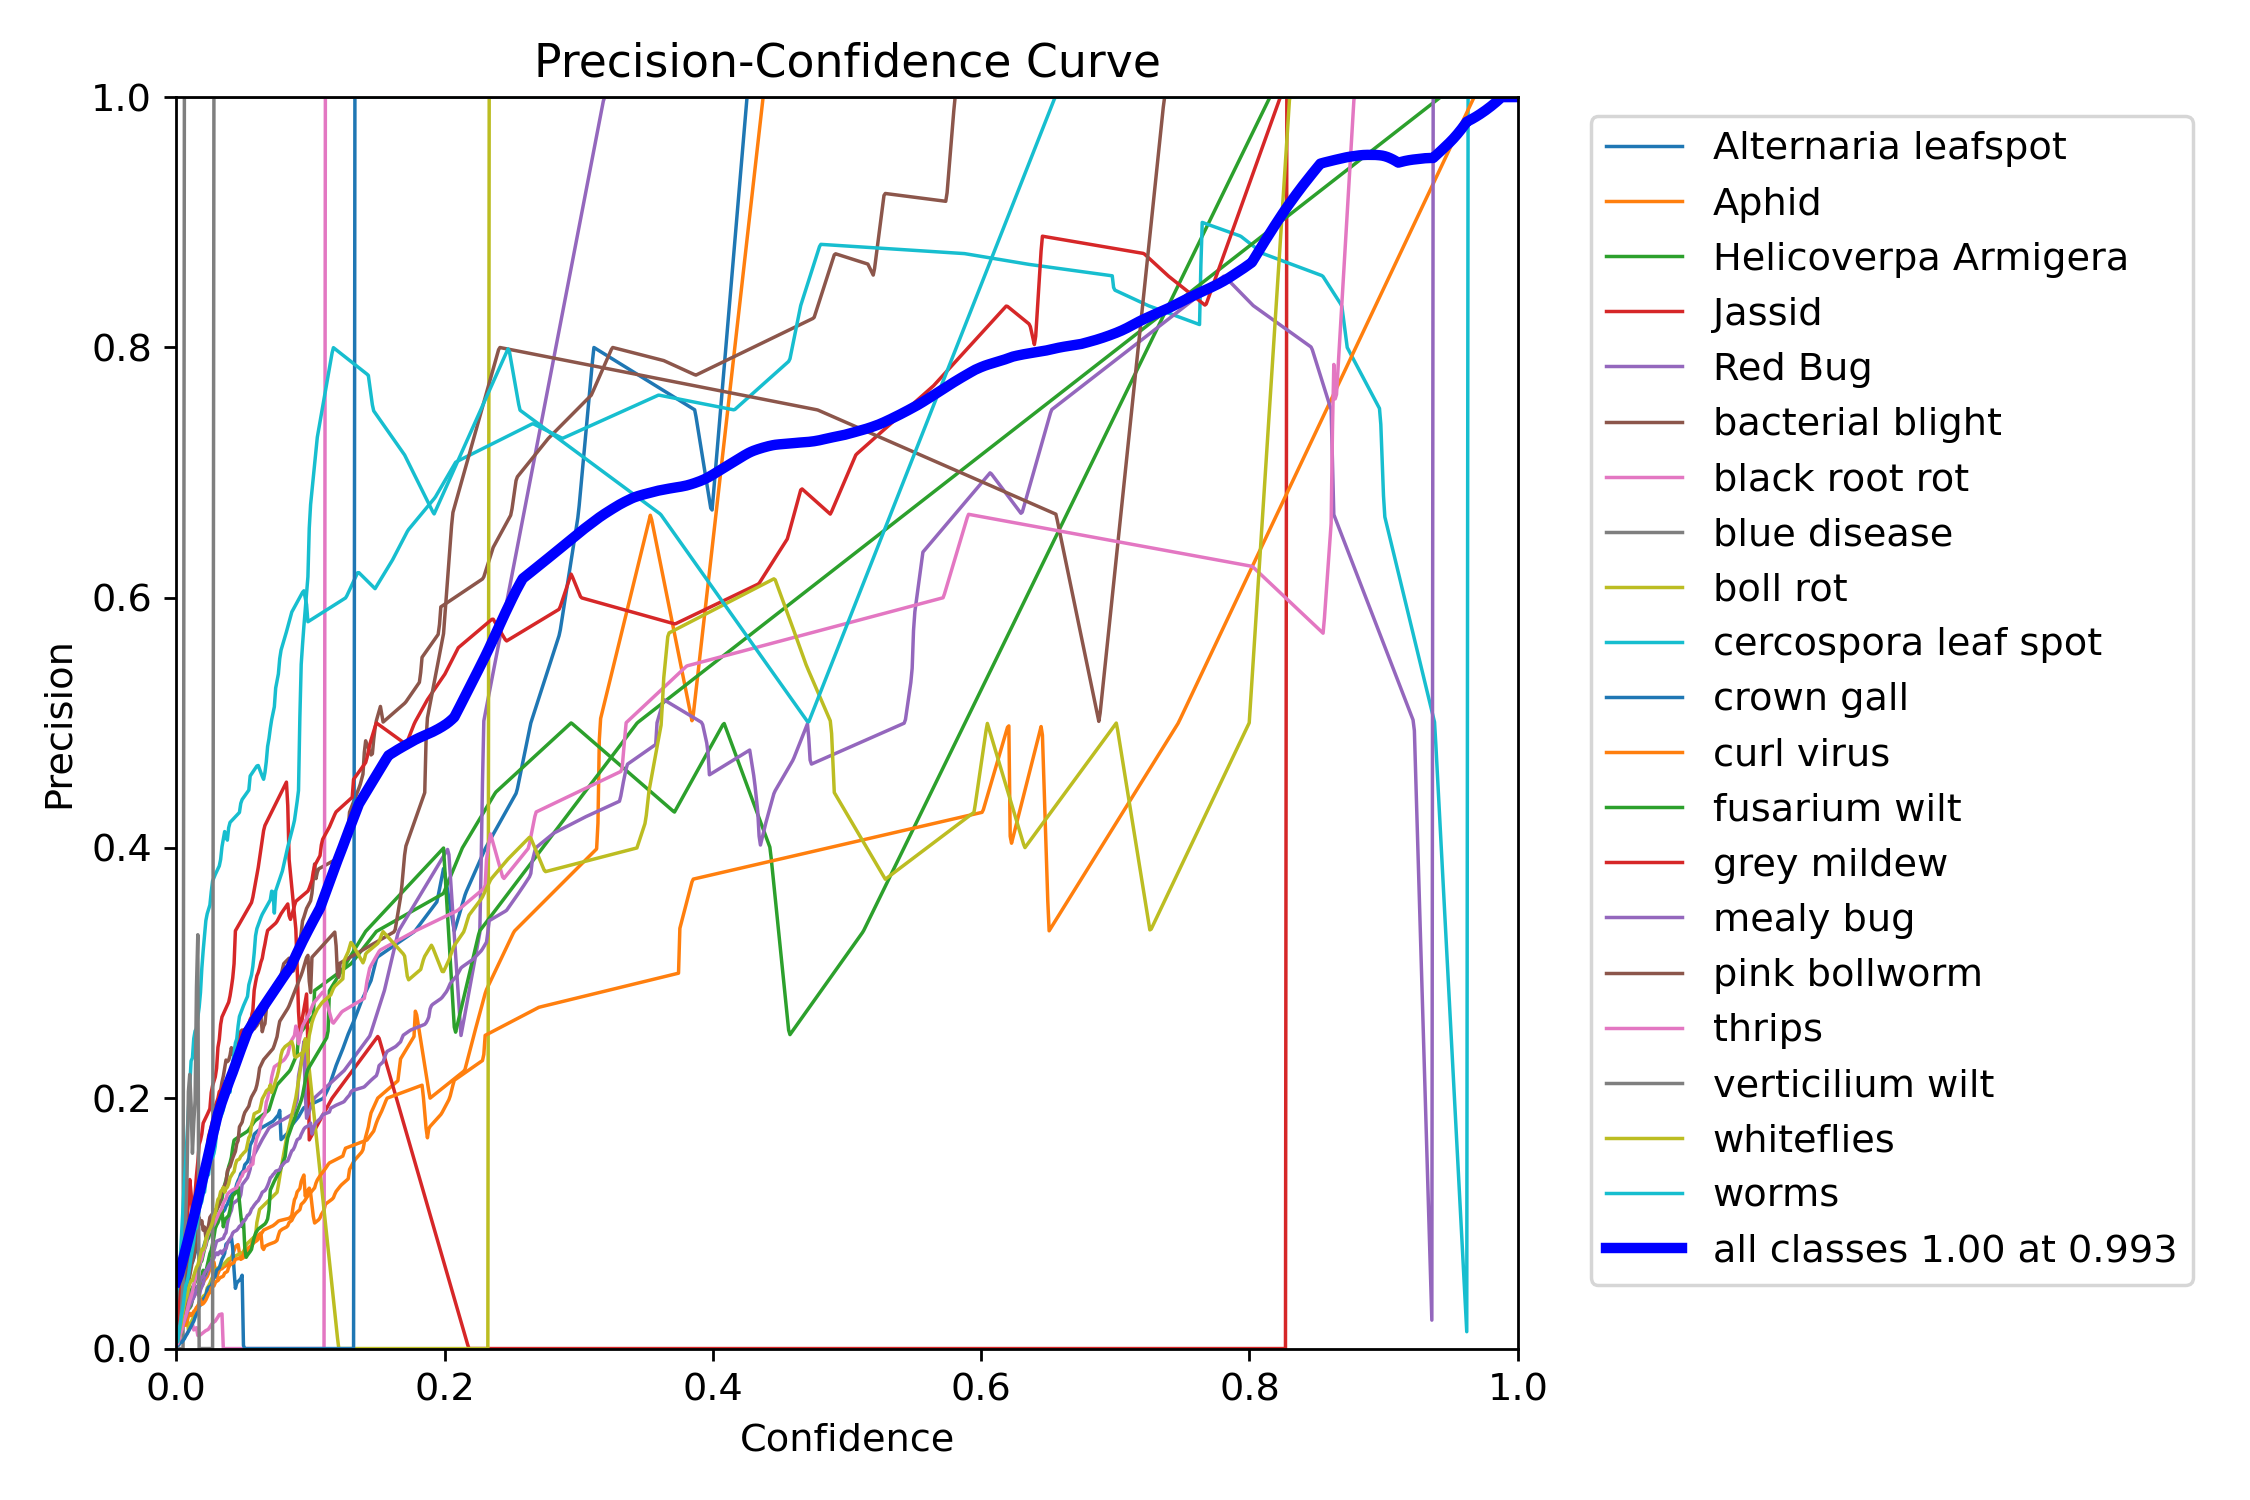 Precision-Confidence Curve
1.0
0.8
0.6
0.4
0.2
0.0
Precision
0.0 0.2 0.4 0.6 0.8 1.0
Confidence
Alternaria leafspot
Aphid
Helicoverpa Armigera
Jassid
Red Bug
bacterial blight
black root rot
blue disease
boll rot
cercospora leaf spot
crown gall
curl virus
fusarium wilt
grey mildew
mealy bug
pink bollworm
thrips
verticilium wilt
whiteflies
worms
all classes 1.00 at 0.993